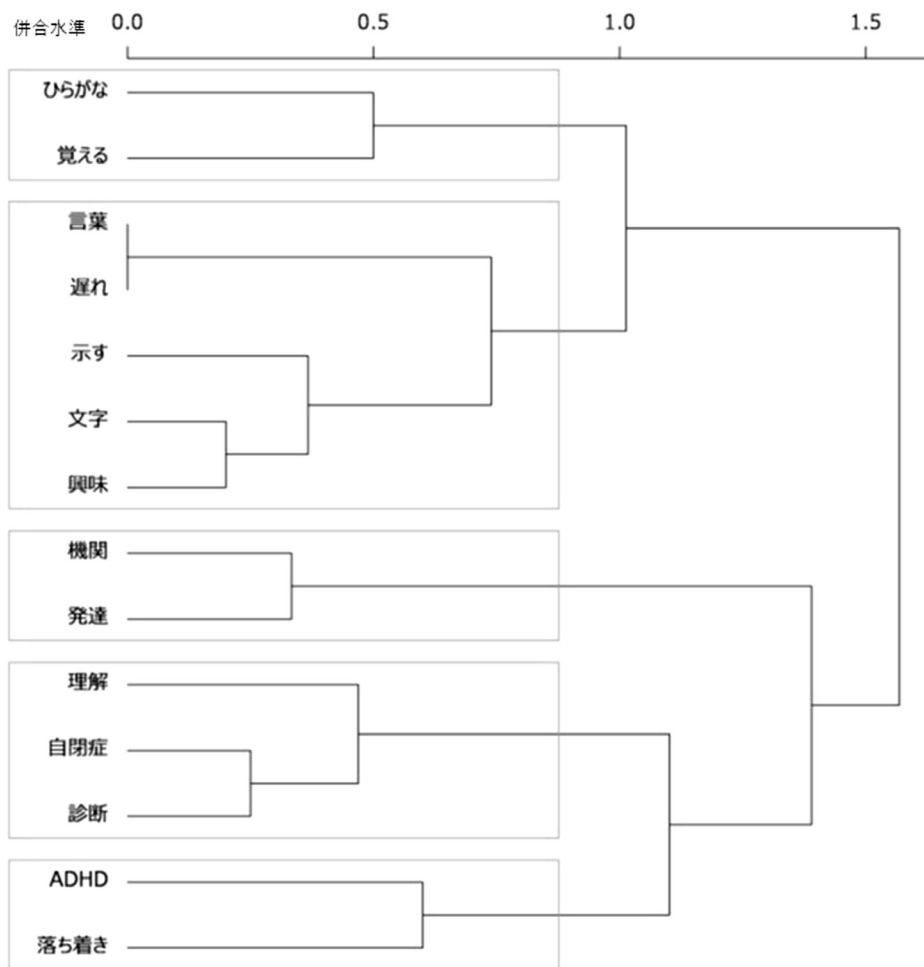 併合水準 0.0 0.5 1.0 1.5
ひらがな
覚える
言葉
遅れ
示す
文字
興味
機関
発達
理解
自閉症
診断
ADHD
落ち着き